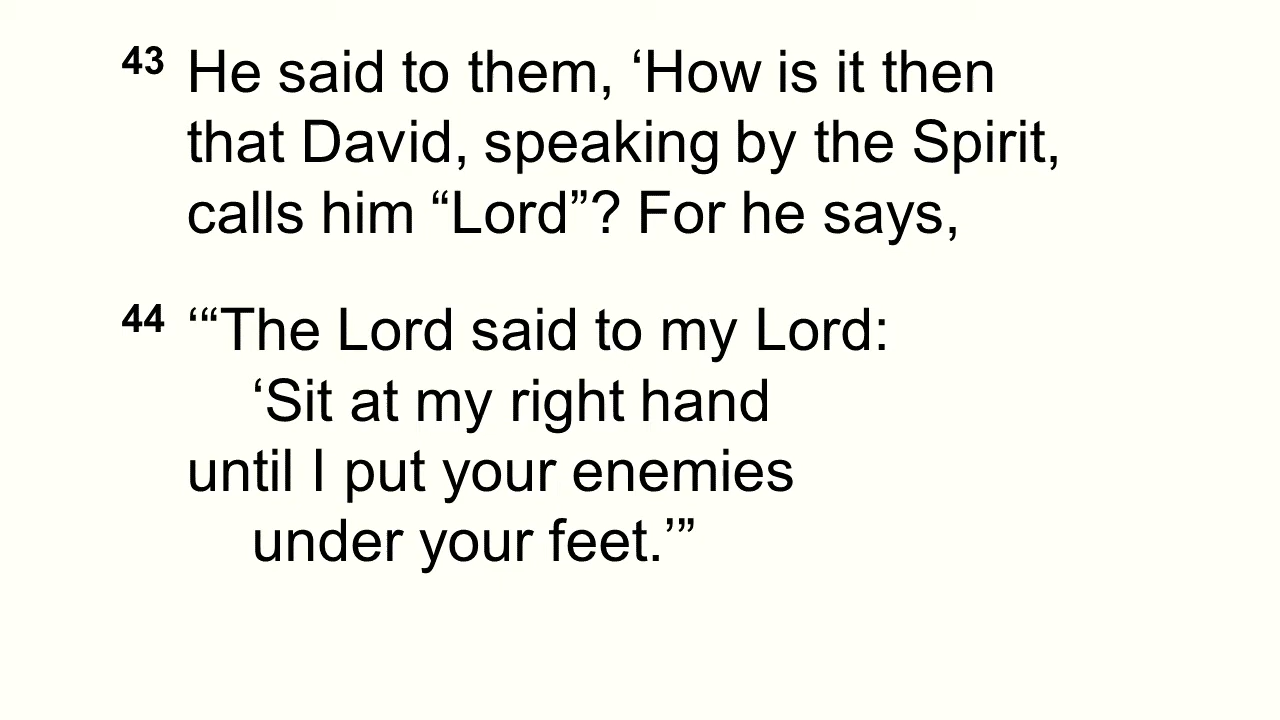 43 He said to them, ‘How is it then
that David, speaking by the Spirit,
calls him “Lord”? For he says,
44 ‘“The Lord said to my Lord:
‘Sit at my right hand
until I put your enemies
under your feet.’”